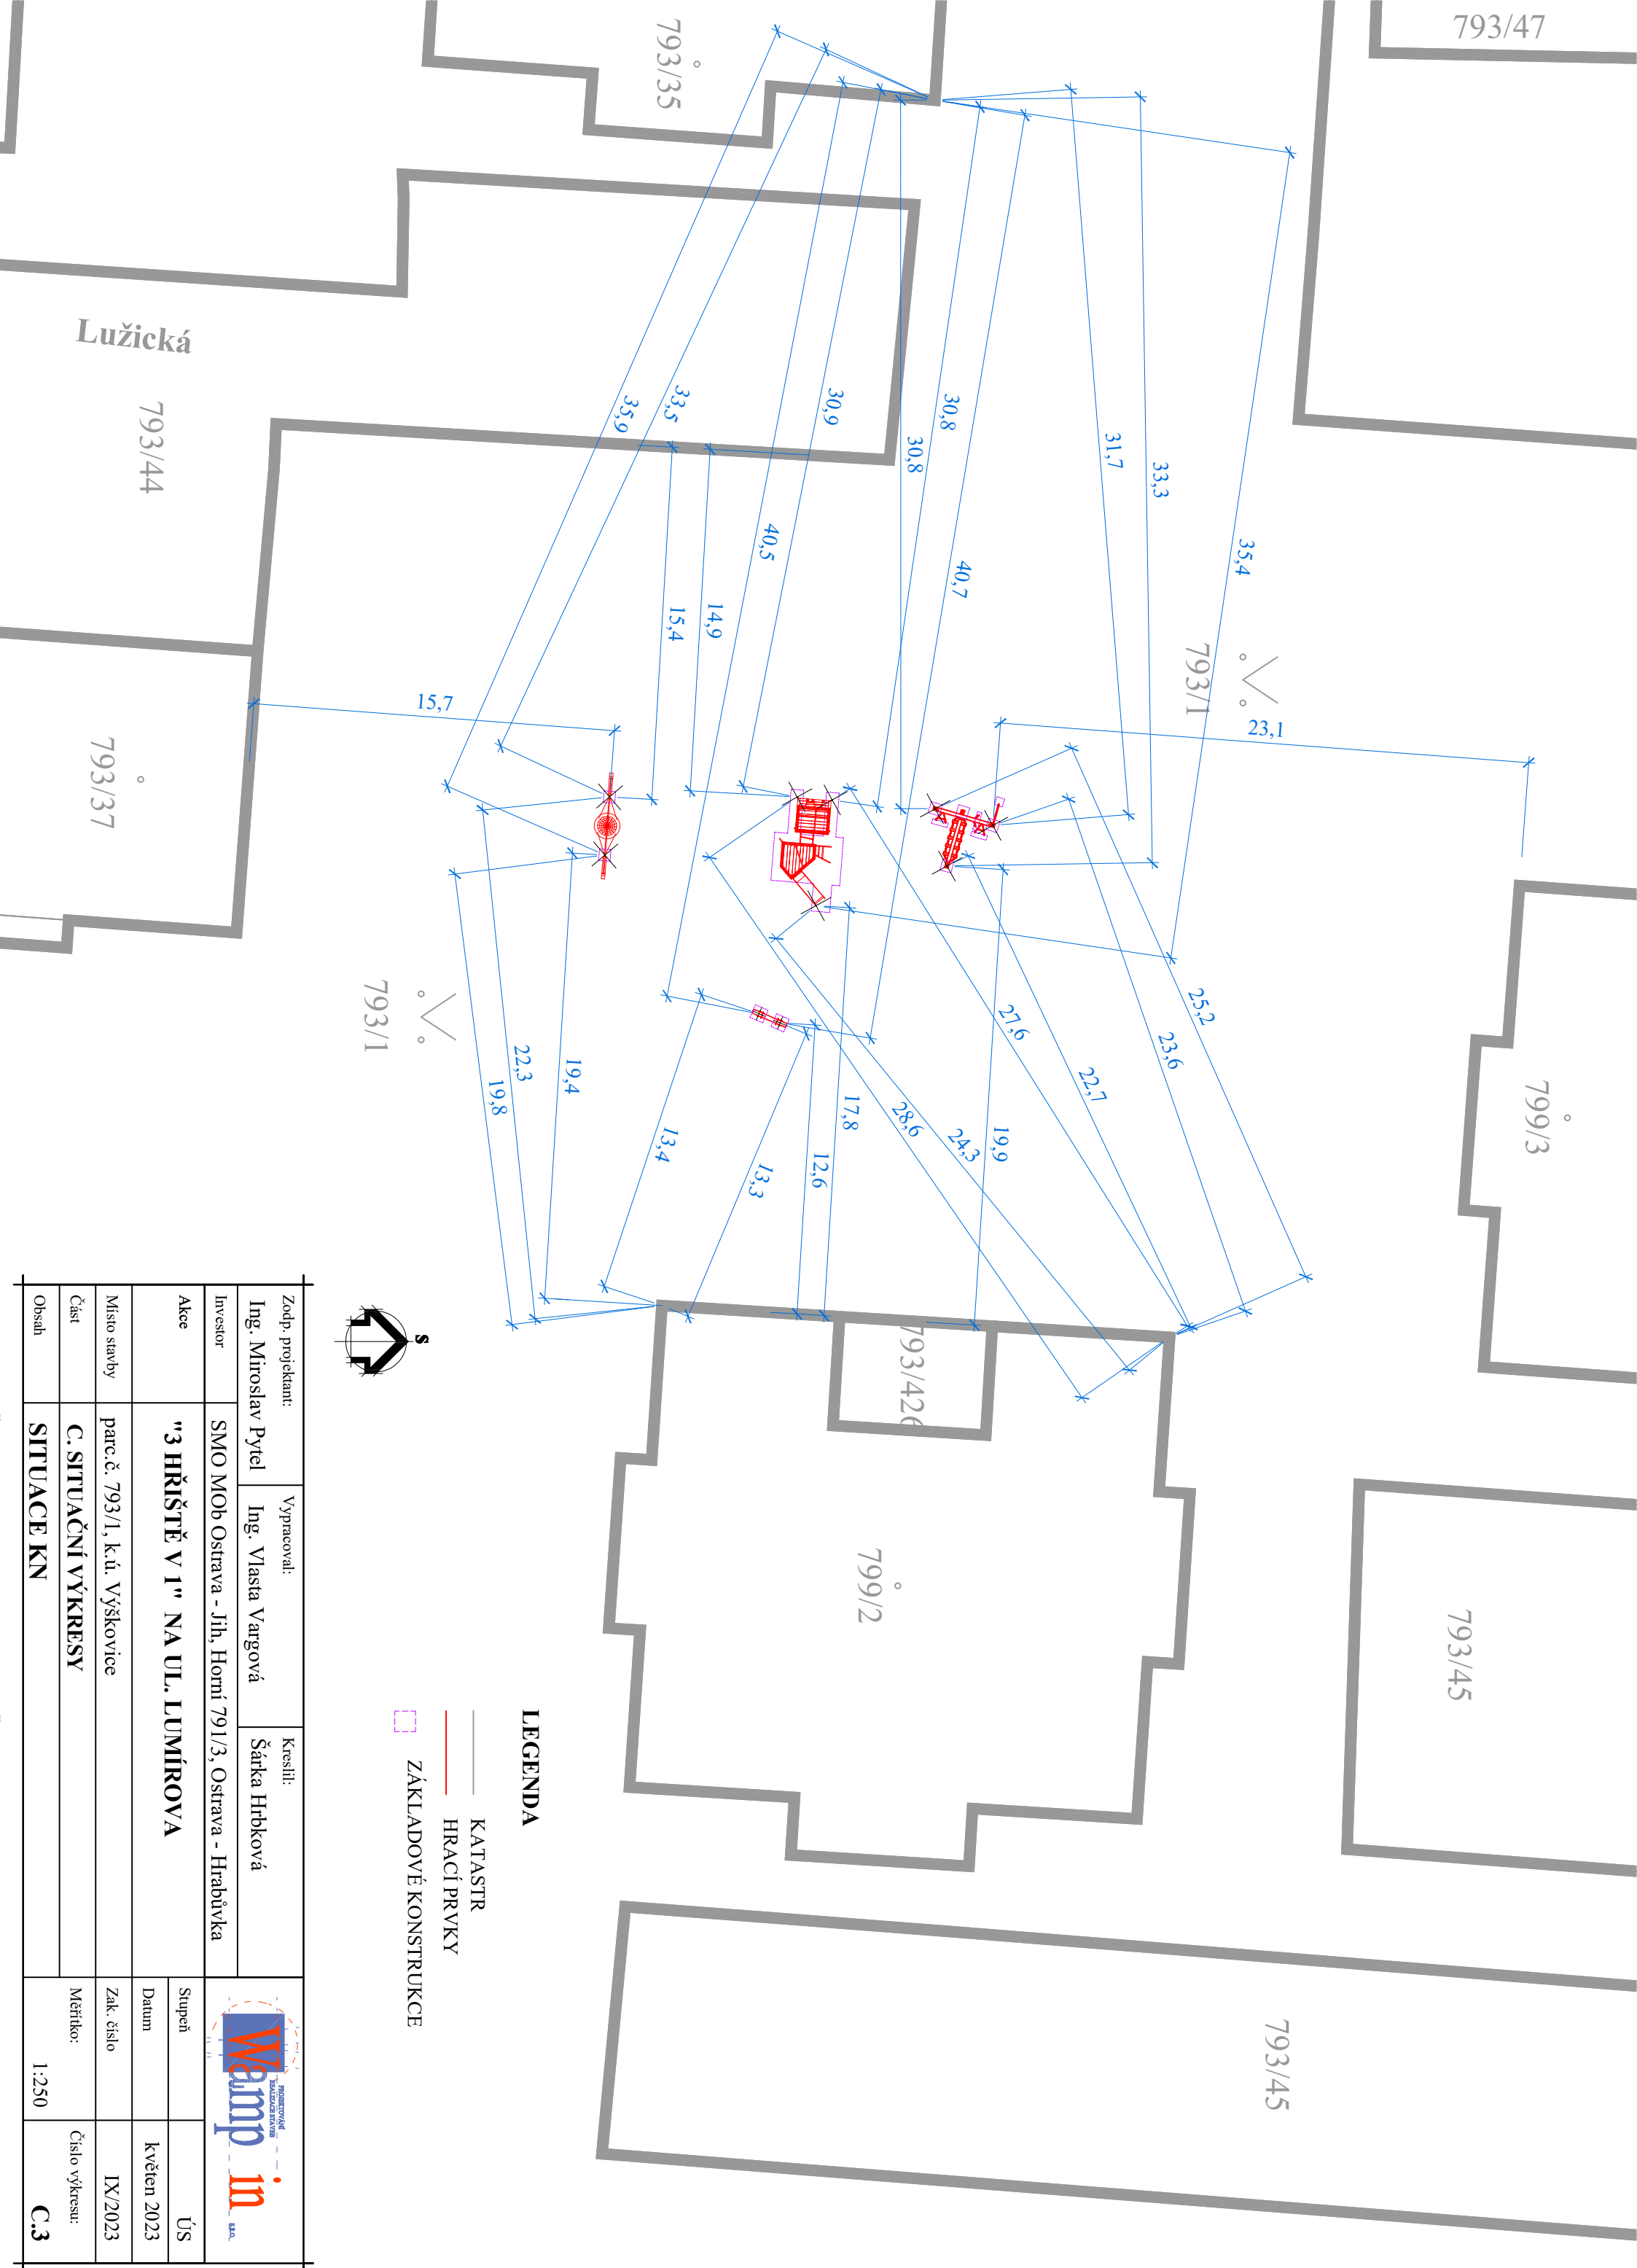 793/47
793/35
Lužická
793/44
793/37
793/1
793/1
799/3
793/426
799/2
793/45
793/45
35,9
33,5
30,9
40,5
30,8
30,8
40,7
31,7
33,3
35,4
15,4
14,9
15,7
23,1
25,2
23,6
27,6
22,7
19,9
24,3
28,6
17,8
12,6
13,3
13,4
19,4
22,3
19,8
S
LEGENDA
KATASTR
HRACÍ PRVKY
ZÁKLADOVÉ KONSTRUKCE
Zodp. projektant:
Ing. Miroslav Pytel
Vypracoval:
Ing. Vlasta Vargová
Kreslil:
Šárka Hrbková
Investor
SMO MOb Ostrava - Jih, Horní 791/3, Ostrava - Hrabůvka
Akce
"3 HŘIŠTĚ V 1" NA UL. LUMÍROVA
Místo stavby
parc.č. 793/1, k.ú. Výškovice
Část
C. SITUAČNÍ VÝKRESY
Obsah
SITUACE KN
PROJEKTOVÁNÍ
REALIZACE STAVEB
Wamp in s.r.o.
Stupeň
ÚS
Datum
květen 2023
Zak. číslo
IX/2023
Měřítko:
1:250
Číslo výkresu:
C.3